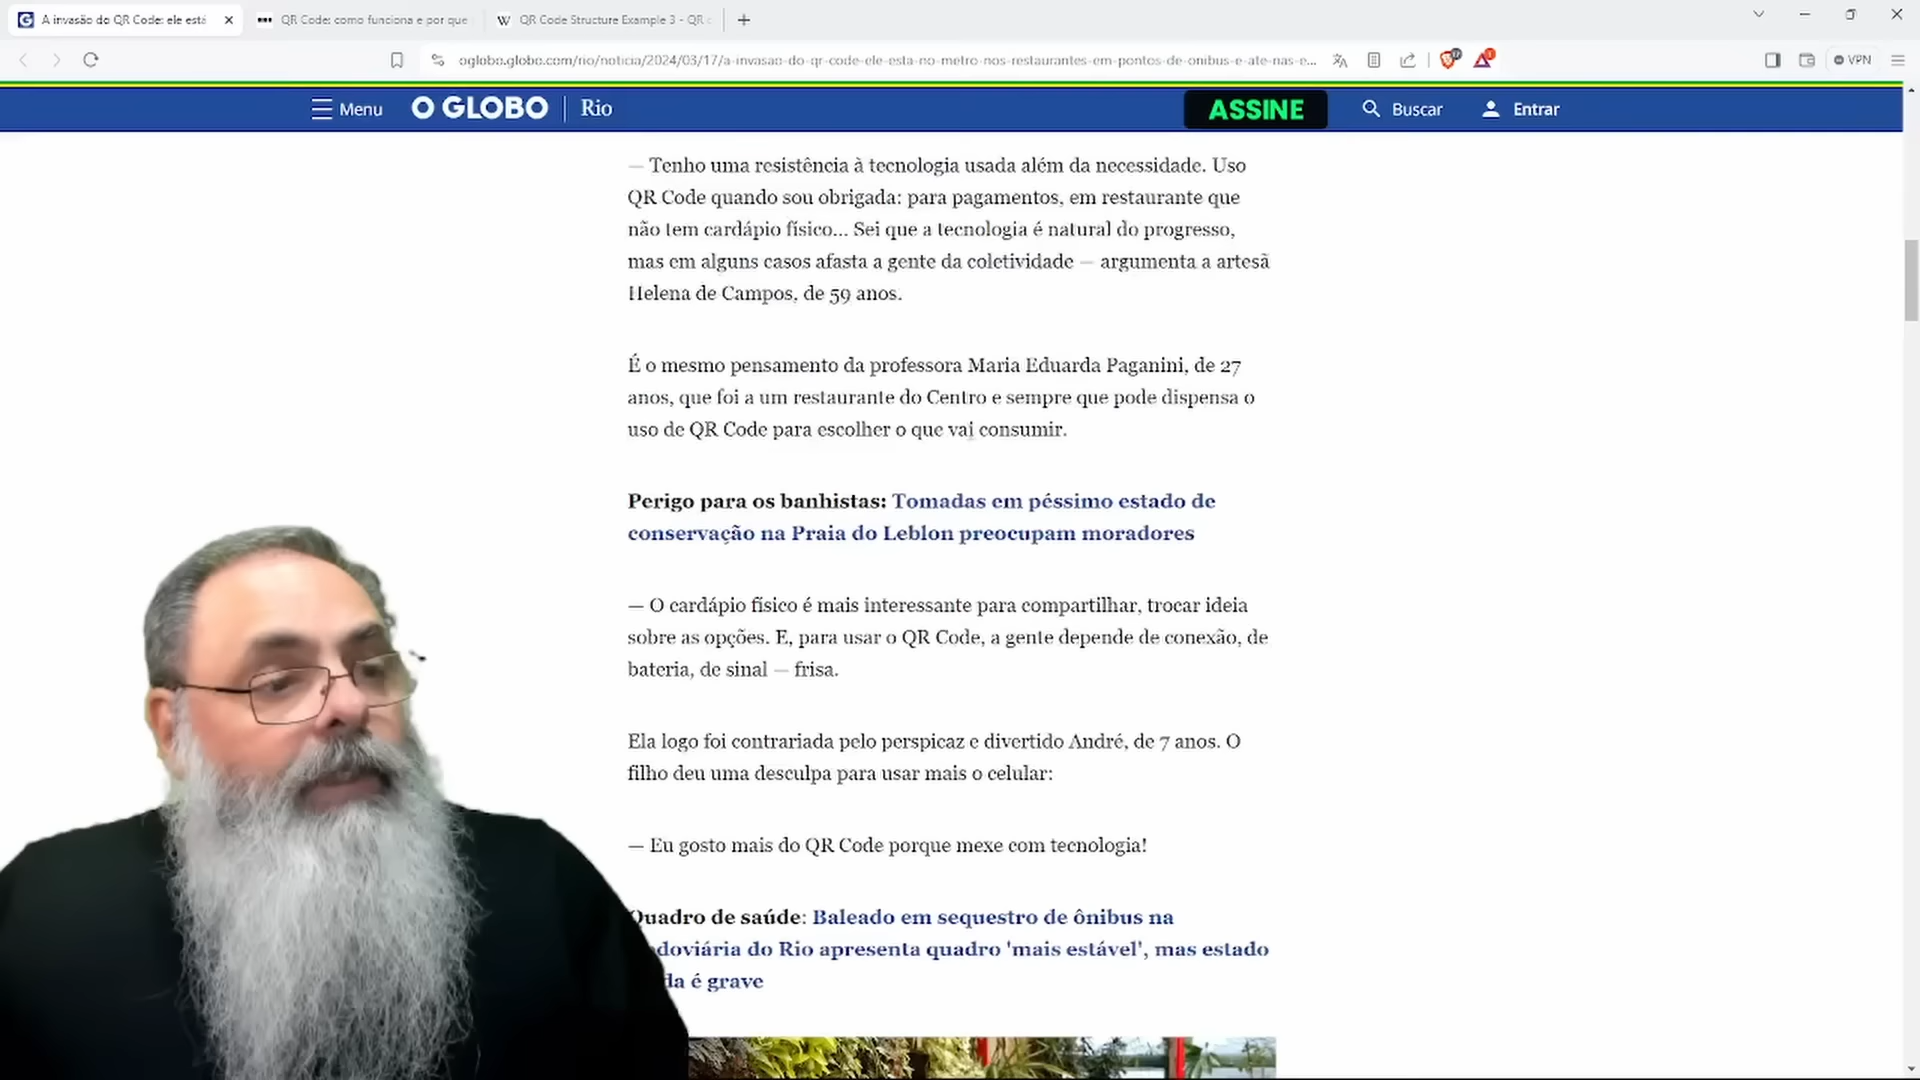 A invasão do QR Code: ele está
QR Code: como funciona e por que
QR Code Structure Example 3 - QR c
oglobo.globo.com/rio/noticia/2024/03/17/a-invasao-do-qr-code-ele-esta-no-metro-nos-restaurantes-em-pontos-de-onibus-e-ate-nas-e...
VPN
Menu
O GLOBO
Rio
ASSINE
Buscar
Entrar
— Tenho uma resistência à tecnologia usada além da necessidade. Uso
QR Code quando sou obrigada: para pagamentos, em restaurante que
não tem cardápio físico... Sei que a tecnologia é natural do progresso,
mas em alguns casos afasta a gente da coletividade — argumenta a artesã
Helena de Campos, de 59 anos.
É o mesmo pensamento da professora Maria Eduarda Paganini, de 27
anos, que foi a um restaurante do Centro e sempre que pode dispensa o
uso de QR Code para escolher o que vai consumir.
Perigo para os banhistas: Tomadas em péssimo estado de
conservação na Praia do Leblon preocupam moradores
— O cardápio físico é mais interessante para compartilhar, trocar ideia
sobre as opções. E, para usar o QR Code, a gente depende de conexão, de
bateria, de sinal — frisa.
Ela logo foi contrariada pelo perspicaz e divertido André, de 7 anos. O
filho deu uma desculpa para usar mais o celular:
— Eu gosto mais do QR Code porque mexe com tecnologia!
Quadro de saúde: Baleado em sequestro de ônibus na
odoviária do Rio apresenta quadro 'mais estável', mas estado
da é grave